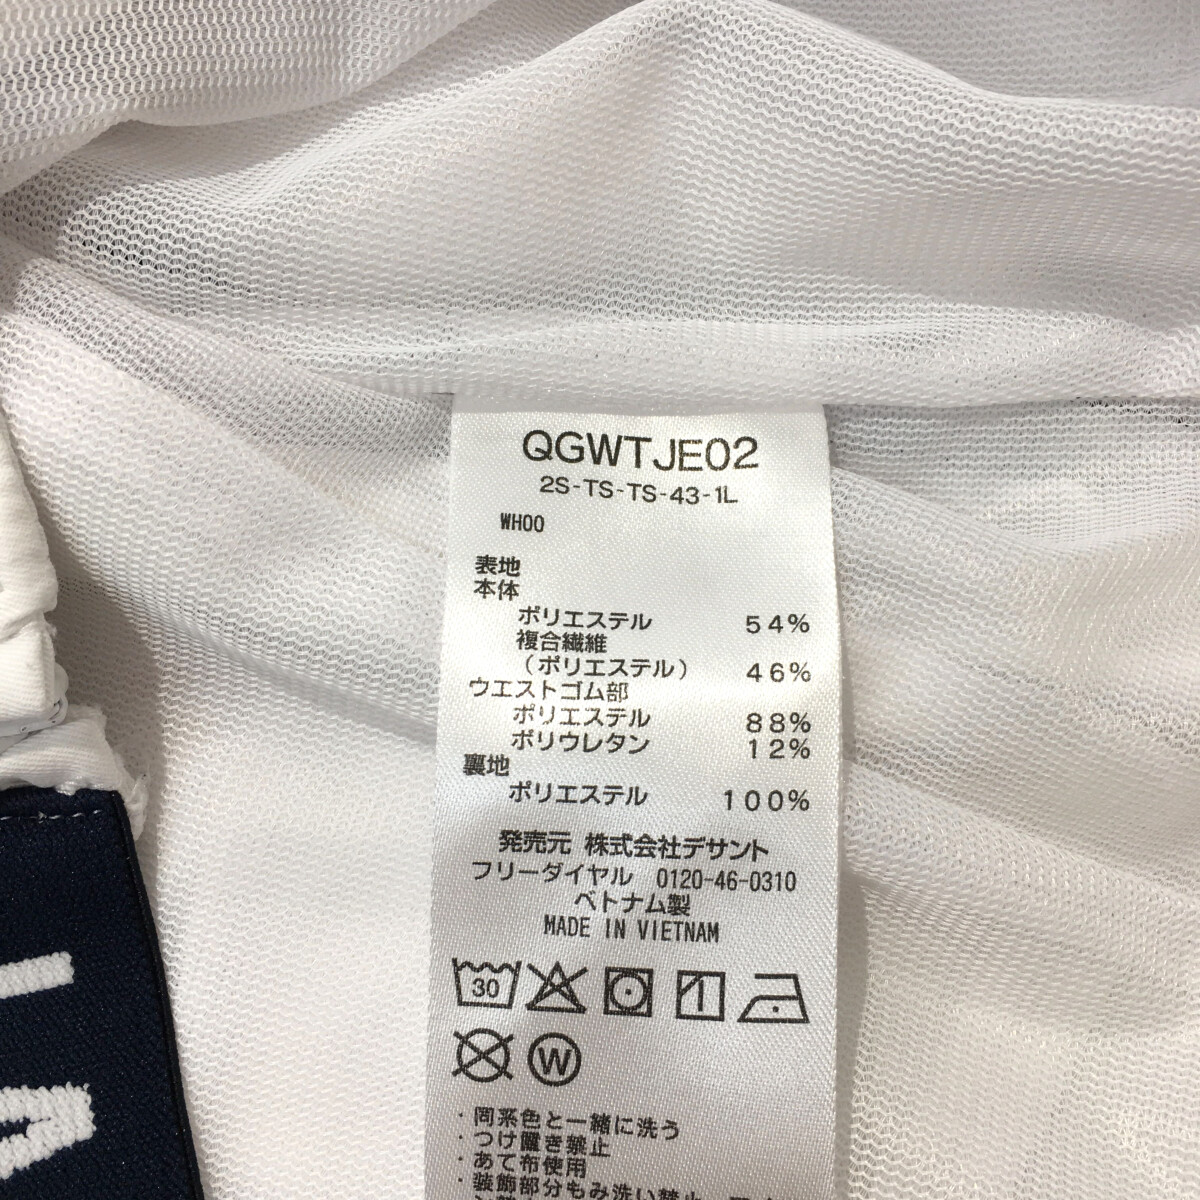 QGWTJE02
2S-TS-TS-43-1L
WH00
表地
本体
ポリエステル 54%
複合繊維
(ポリエステル) 46%
ウエストゴム部
ポリエステル 88%
ポリウレタン 12%
裏地
ポリエステル 100%
発売元 株式会社デサント
フリーダイヤル 0120-46-0310
ベトナム製
MADE IN VIETNAM
30
W
・同系色と一緒に洗う
・つけ置き禁止
・あて布使用
・装飾部分もみ洗い禁止